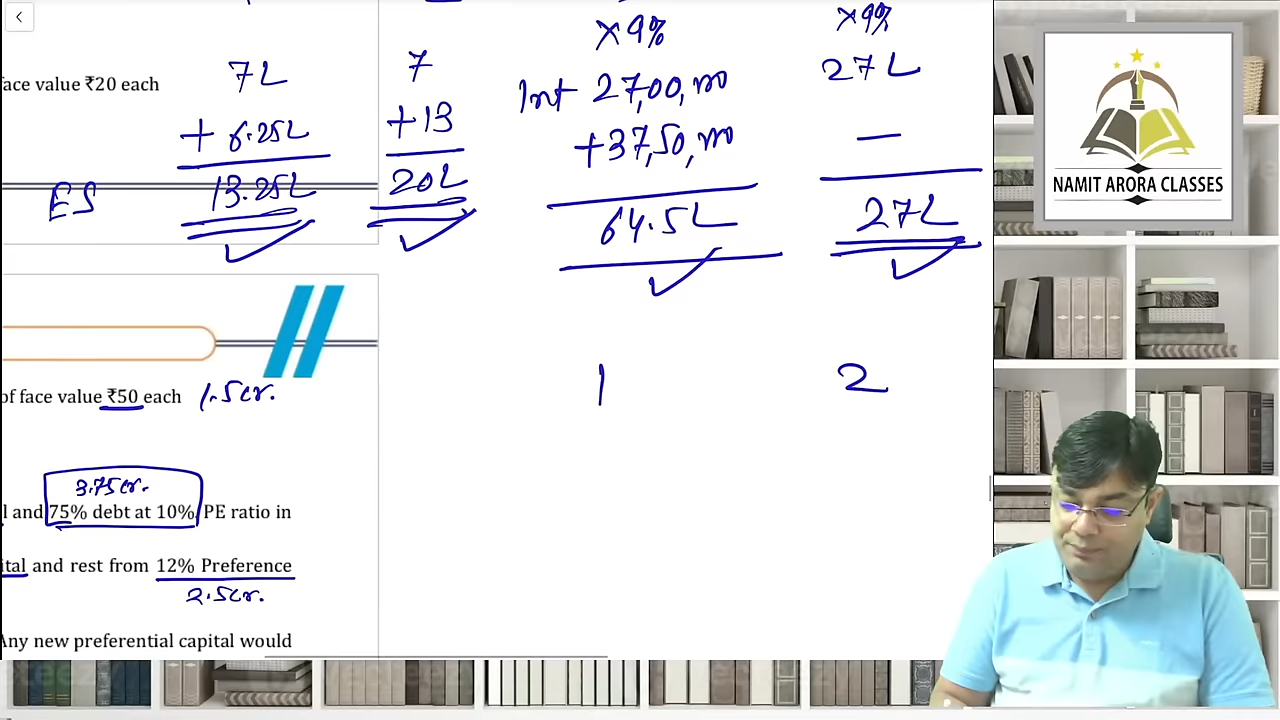 ×9%
×9%
face value ₹20 each
7L
7
Int 27,00,000
27L
+ 6.25L
+13
+37,50,000
—
ES
13.25L
20L
64.5L
27L
NAMIT ARORA CLASSES
of face value ₹50 each
1.5cr.
1
2
3.75cr.
l and 75% debt at 10% PE ratio in
ital and rest from 12% Preference
2.5cr.
Any new preferential capital would